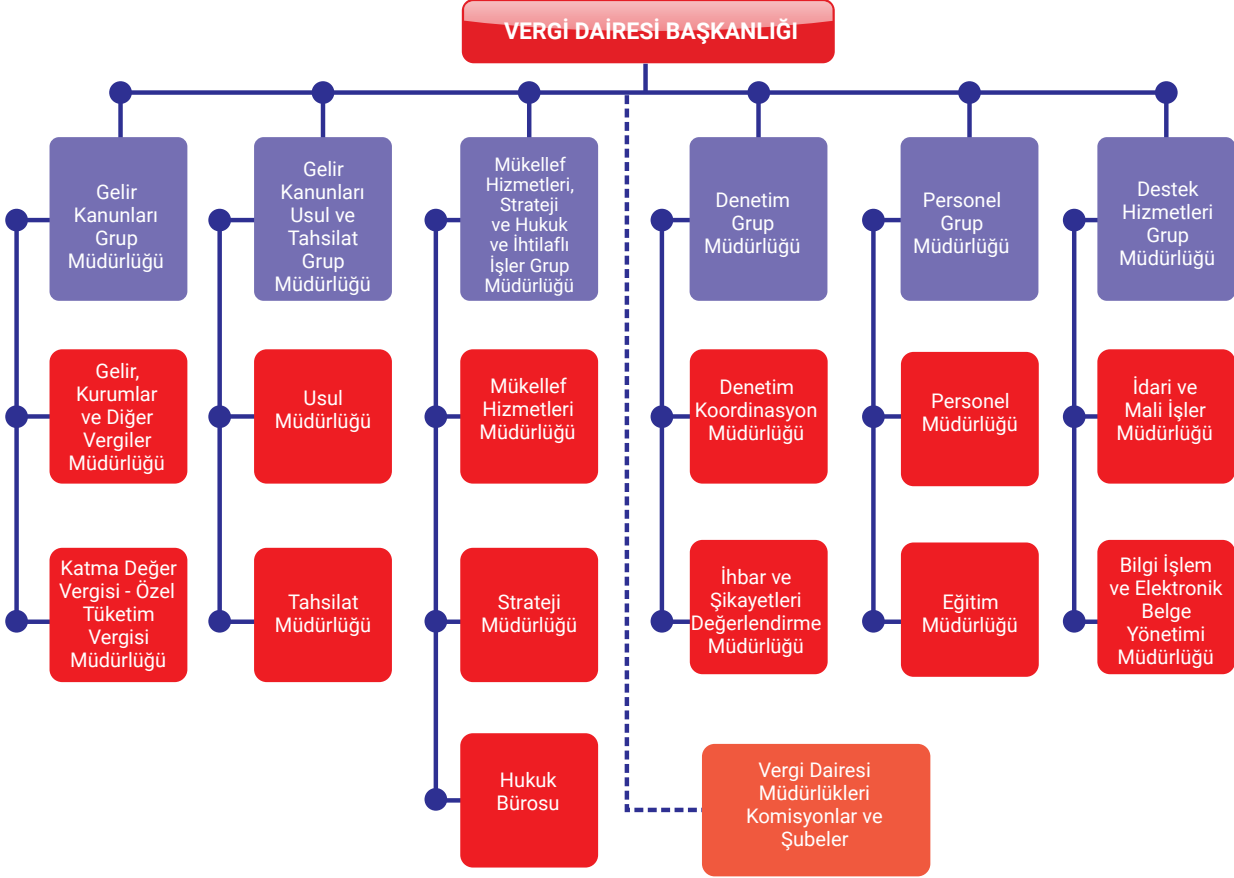 VERGİ DAİRESİ BAŞKANLIĞI
Gelir
Kanunları
Grup
Müdürlüğü
Gelir
Kanunları
Usul ve
Tahsilat
Grup
Müdürlüğü
Mükellef
Hizmetleri,
Strateji
ve Hukuk
ve İhtilaflı
İşler Grup
Müdürlüğü
Denetim
Grup
Müdürlüğü
Personel
Grup
Müdürlüğü
Destek
Hizmetleri
Grup
Müdürlüğü
Gelir,
Kurumlar
ve Diğer
Vergiler
Müdürlüğü
Usul
Müdürlüğü
Mükellef
Hizmetleri
Müdürlüğü
Denetim
Koordinasyon
Müdürlüğü
Personel
Müdürlüğü
İdari ve
Mali İşler
Müdürlüğü
Katma Değer
Vergisi - Özel
Tüketim
Vergisi
Müdürlüğü
Tahsilat
Müdürlüğü
Strateji
Müdürlüğü
İhbar ve
Şikayetleri
Değerlendirme
Müdürlüğü
Eğitim
Müdürlüğü
Bilgi İşlem
ve Elektronik
Belge
Yönetimi
Müdürlüğü
Hukuk
Bürosu
Vergi Dairesi
Müdürlükleri
Komisyonlar ve
Şubeler